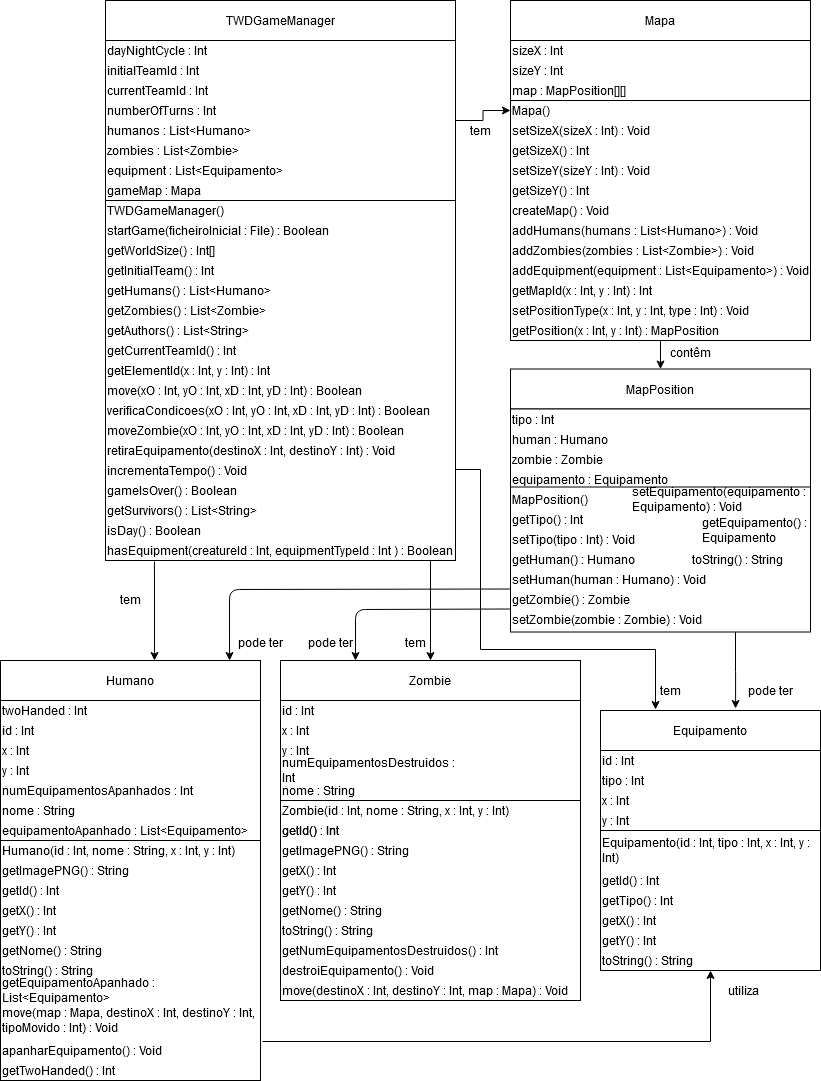 TWDGameManager
dayNightCycle : Int
initialTeamId : Int
currentTeamId : Int
numberOfTurns : Int
humanos : List<Humano>
zombies : List<Zombie>
equipment : List<Equipamento>
gameMap : Mapa
TWDGameManager()
startGame(ficheiroInicial : File) : Boolean
getWorldSize() : Int[]
getInitialTeam() : Int
getHumans() : List<Humano>
getZombies() : List<Zombie>
getAuthors() : List<String>
getCurrentTeamId() : Int
getElementId(x : Int, y : Int) : Int
move(xO : Int, yO : Int, xD : Int, yD : Int) : Boolean
verificaCondicoes(xO : Int, yO : Int, xD : Int, yD : Int) : Boolean
moveZombie(xO : Int, yO : Int, xD : Int, yD : Int) : Boolean
retiraEquipamento(destinoX : Int, destinoY : Int) : Void
incrementaTempo() : Void
gameIsOver() : Boolean
getSurvivors() : List<String>
isDay() : Boolean
hasEquipment(creatureId : Int, equipmentTypeId : Int ) : Boolean
tem
Mapa
sizeX : Int
sizeY : Int
map : MapPosition[][]
Mapa()
setSizeX(sizeX : Int) : Void
getSizeX() : Int
setSizeY(sizeY : Int) : Void
getSizeY() : Int
createMap() : Void
addHumans(humans : List<Humano>) : Void
addZombies(zombies : List<Zombie>) : Void
addEquipment(equipment : List<Equipamento>) : Void
getMapId(x : Int, y : Int) : Int
setPositionType(x : Int, y : Int, type : Int) : Void
getPosition(x : Int, y : Int) : MapPosition
contêm
MapPosition
tipo : Int
human : Humano
zombie : Zombie
equipamento : Equipamento
MapPosition()
getTipo() : Int
setTipo(tipo : Int) : Void
getHuman() : Humano
setHuman(human : Humano) : Void
getZombie() : Zombie
setZombie(zombie : Zombie) : Void
setEquipamento(equipamento :
Equipamento) : Void
getEquipamento() :
Equipamento
toString() : String
tem
pode ter
pode ter
tem
tem
pode ter
Humano
twoHanded : Int
id : Int
x : Int
y : Int
numEquipamentosApanhados : Int
nome : String
equipamentoApanhado : List<Equipamento>
Humano(id : Int, nome : String, x : Int, y : Int)
getImagePNG() : String
getId() : Int
getX() : Int
getY() : Int
getNome() : String
toString() : String
getEquipamentoApanhado :
List<Equipamento>
move(map : Mapa, destinoX : Int, destinoY : Int,
tipoMovido : Int) : Void
apanharEquipamento() : Void
getTwoHanded() : Int
Zombie
id : Int
x : Int
y : Int
numEquipamentosDestruidos :
Int
nome : String
Zombie(id : Int, nome : String, x : Int, y : Int)
getId() : Int
getImagePNG() : String
getX() : Int
getY() : Int
getNome() : String
toString() : String
getNumEquipamentosDestruidos() : Int
destroiEquipamento() : Void
move(destinoX : Int, destinoY : Int, map : Mapa) : Void
Equipamento
id : Int
tipo : Int
x : Int
y : Int
Equipamento(id : Int, tipo : Int, x : Int, y :
Int)
getId() : Int
getTipo() : Int
getX() : Int
getY() : Int
toString() : String
utiliza